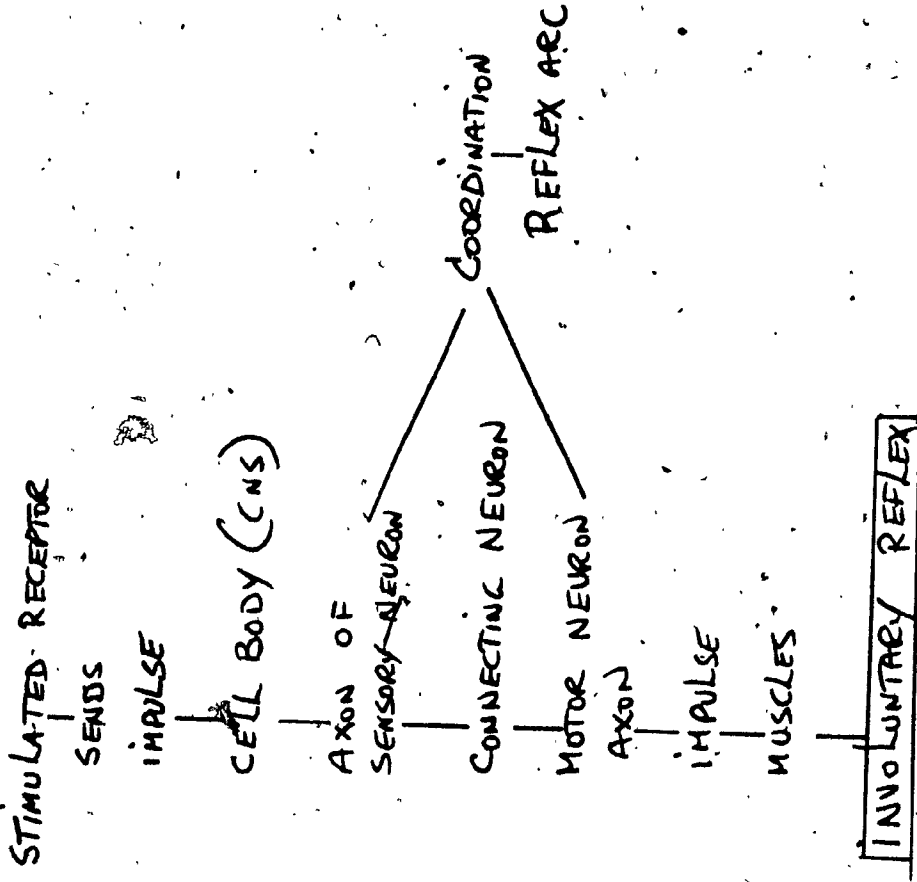 STIMULATED RECEPTOR
SENDS
IMPULSE
CELL BODY (CNS)
AXON OF
SENSORY NEURON
CONNECTING NEURON
MOTOR NEURON
AXON
IMPULSE
MUSCLES
INVOLUNTARY REFLEX
COORDINATION
REFLEX ARC